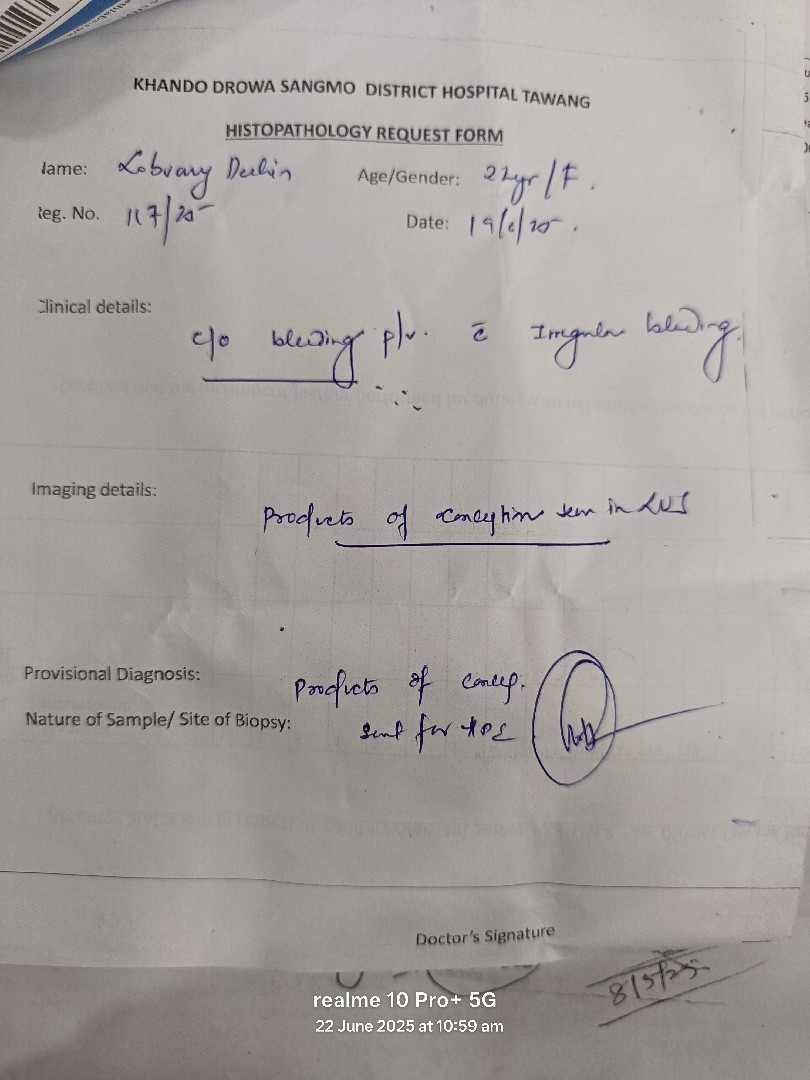 KHANDO DROWA SANGMO DISTRICT HOSPITAL TAWANG
HISTOPATHOLOGY REQUEST FORM
Name: Age/Gender: 22yr/F.
Reg. No. 117/25 Date: 19/6/25.
Clinical details:
c/o bleeding p/v. c̄ Irregular bleeding.
Imaging details:
Products of conception seen in LUS
Provisional Diagnosis: Products of concep.
Nature of Sample/ Site of Biopsy: sent for HPE
Doctor's Signature
8/5/25
realme 10 Pro+ 5G
22 June 2025 at 10:59 am